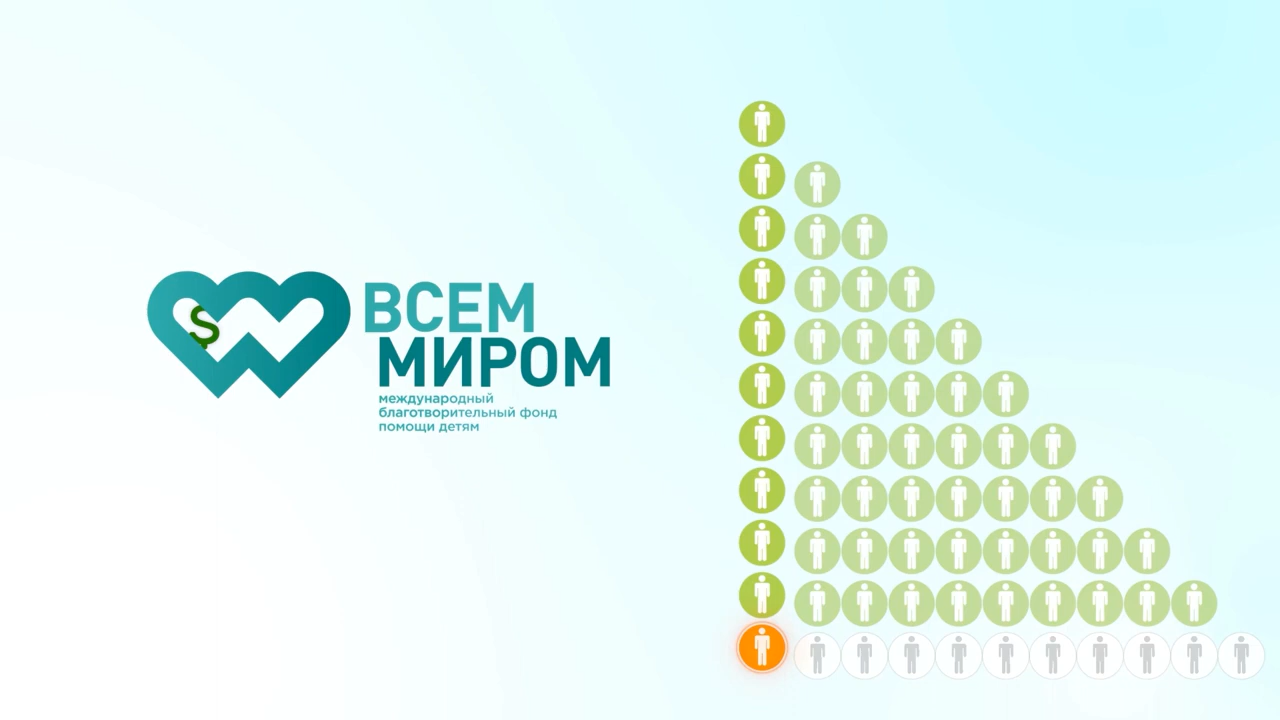 ВСЕМ
МИРОМ
международный
благотворительный фонд
помощи детям
$